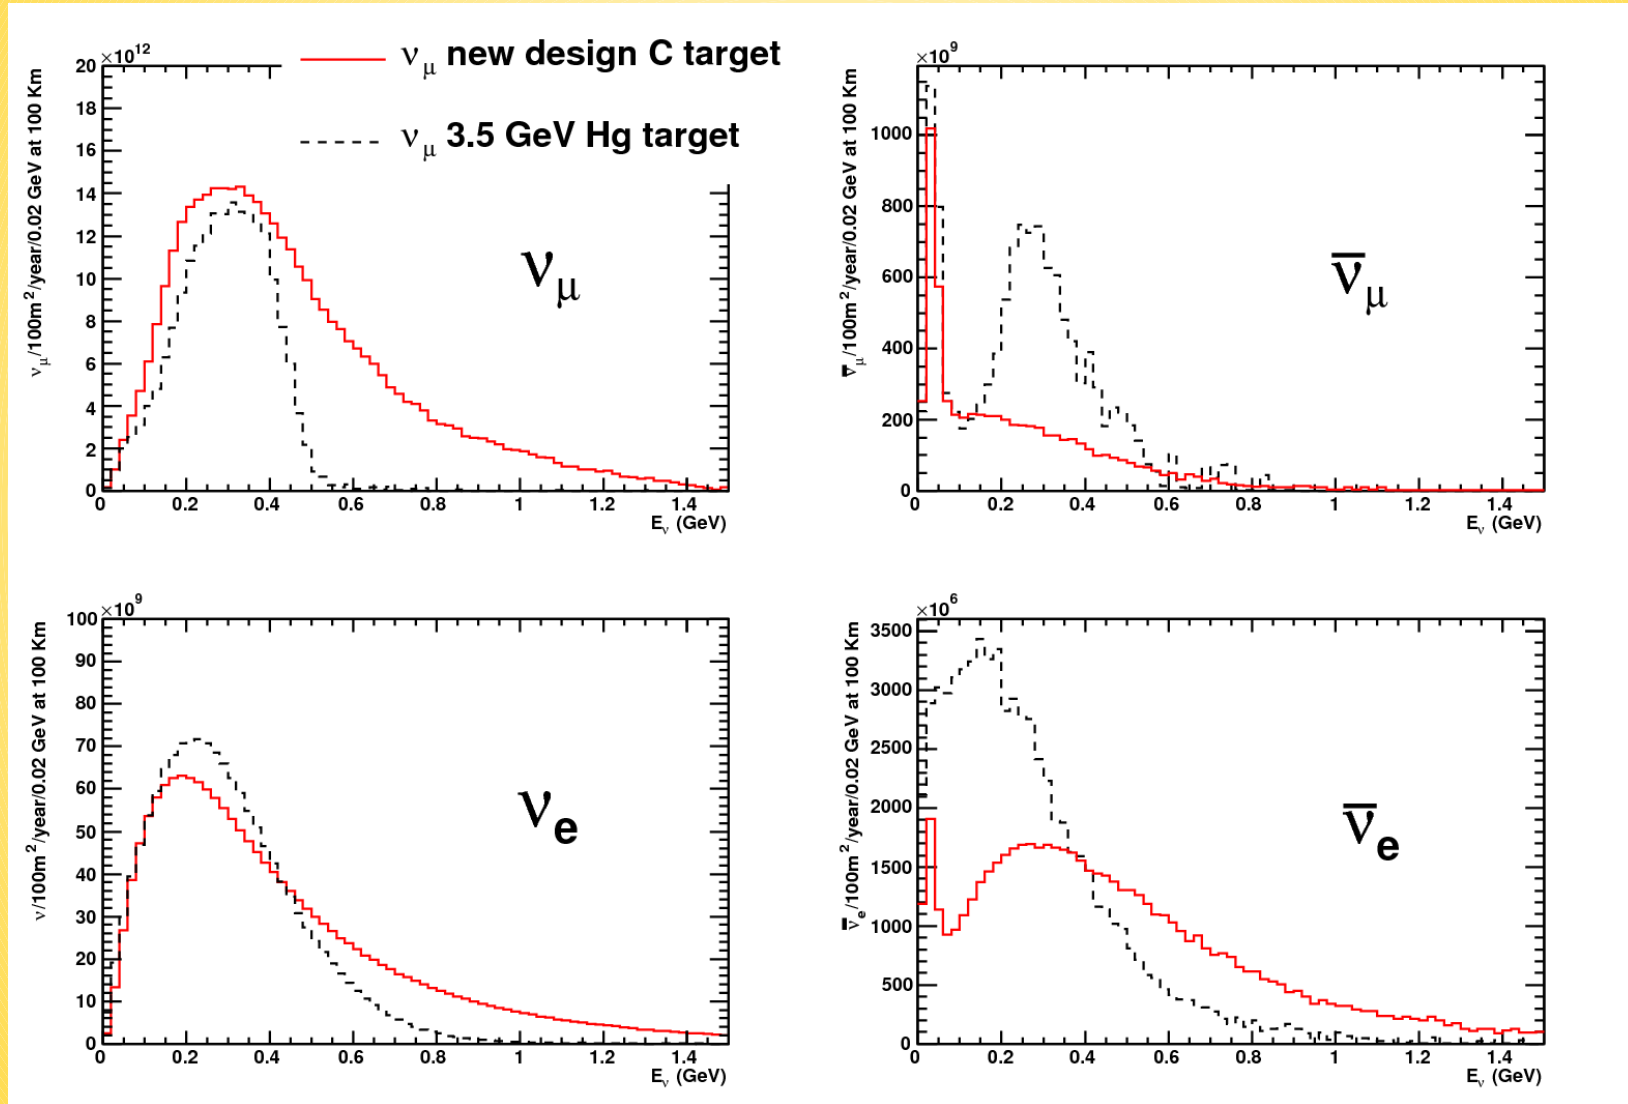 ×10¹²
ν_μ new design C target
ν_μ 3.5 GeV Hg target
ν_μ/100m²/year/0.02 GeV at 100 Km
20
18
16
14
12
10
8
6
4
2
0
ν_μ
0 0.2 0.4 0.6 0.8 1 1.2 1.4
E_ν (GeV)
×10⁹
ν̅_μ/100m²/year/0.02 GeV at 100 Km
1000
800
600
400
200
0
ν̅_μ
0 0.2 0.4 0.6 0.8 1 1.2 1.4
E_ν (GeV)
×10⁹
ν/100m²/year/0.02 GeV at 100 Km
100
90
80
70
60
50
40
30
20
10
0
ν_e
0 0.2 0.4 0.6 0.8 1 1.2 1.4
E_ν (GeV)
×10⁶
ν̅_e/100m²/year/0.02 GeV at 100 Km
3500
3000
2500
2000
1500
1000
500
0
ν̅_e
0 0.2 0.4 0.6 0.8 1 1.2 1.4
E_ν (GeV)